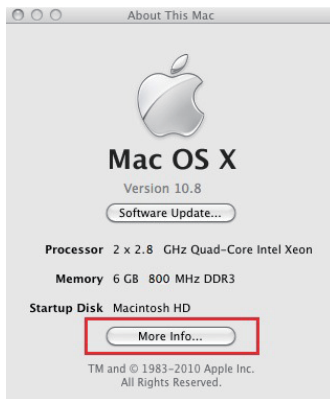 About This Mac
Mac OS X
Version 10.8
Software Update...
Processor 2 x 2.8 GHz Quad-Core Intel Xeon
Memory 6 GB 800 MHz DDR3
Startup Disk Macintosh HD
More Info...
TM and © 1983-2010 Apple Inc.
All Rights Reserved.